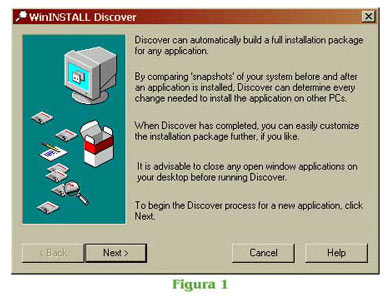 WinINSTALL Discover
Discover can automatically build a full installation package
for any application.
By comparing 'snapshots' of your system before and after
an application is installed, Discover can determine every
change needed to install the application on other PCs.
When Discover has completed, you can easily customize
the installation package further, if you like.
It is advisable to close any open window applications on
your desktop before running Discover.
To begin the Discover process for a new application, click
Next.
< Back Next > Cancel Help
Figura 1